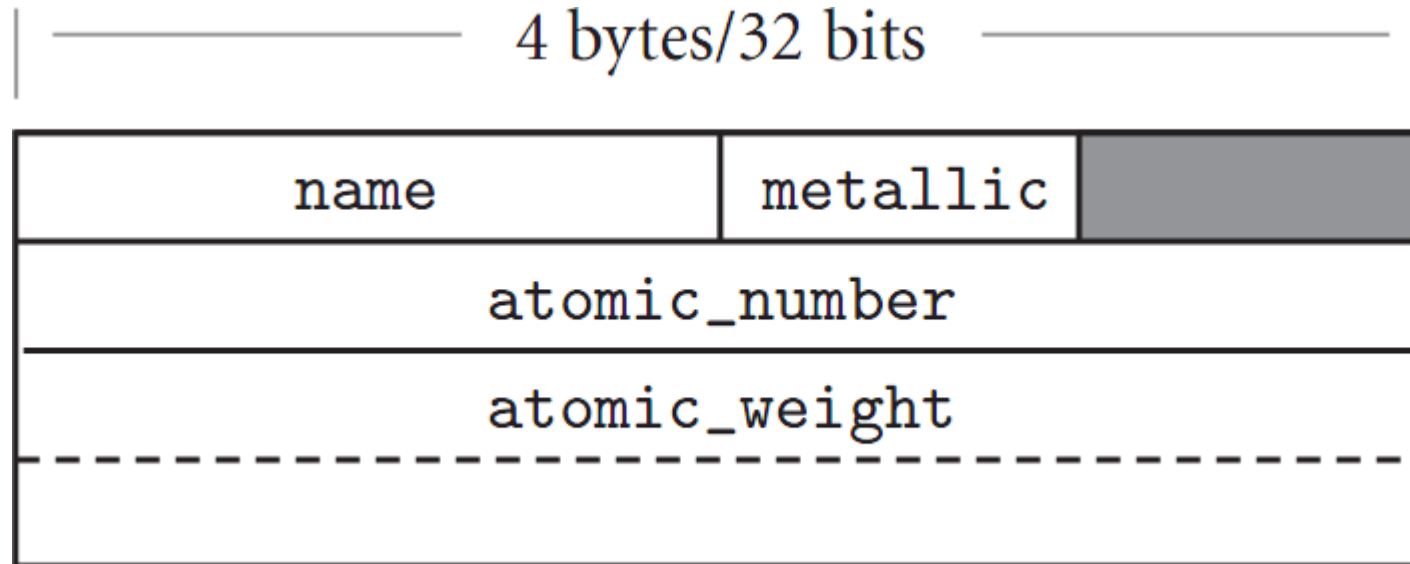 4 bytes/32 bits
name metallic
atomic_number
atomic_weight